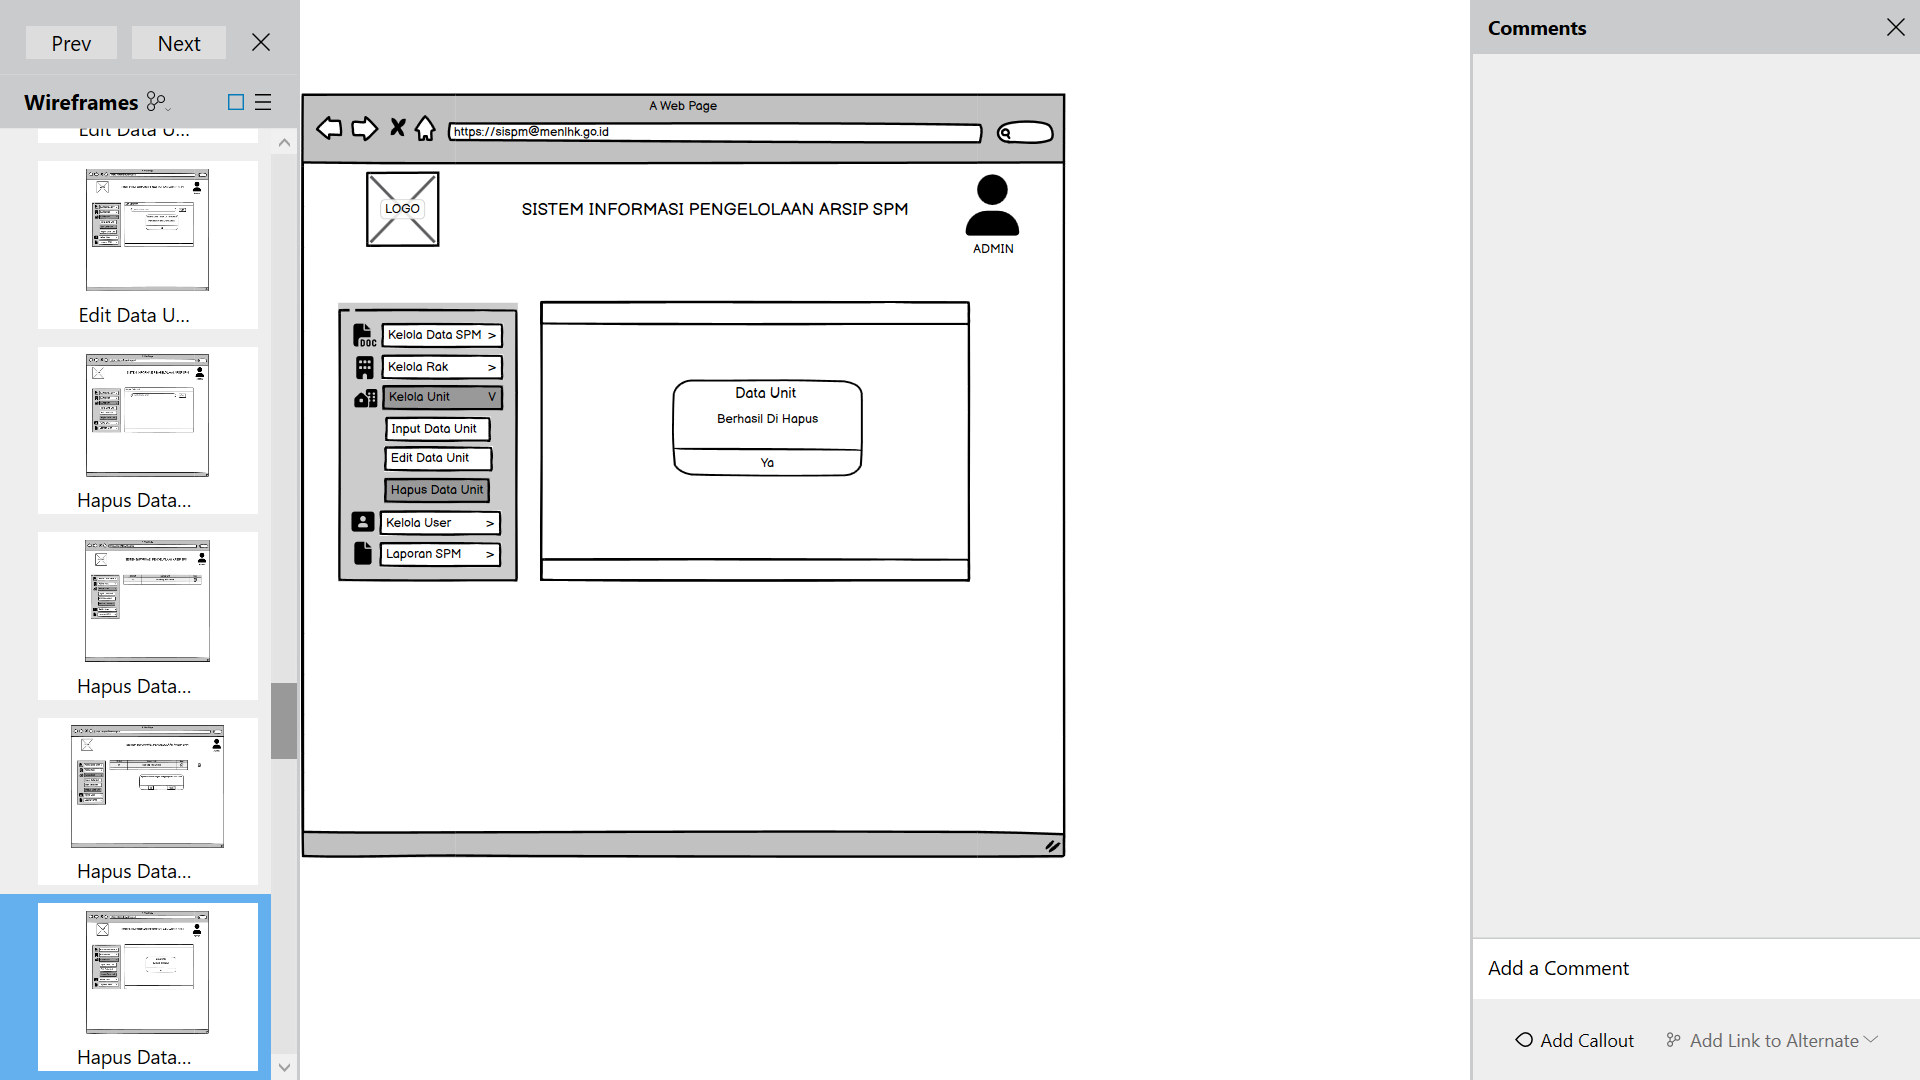 Prev
Next
Wireframes
Edit Data U...
Edit Data U...
Hapus Data...
Hapus Data...
Hapus Data...
Hapus Data...
A Web Page
https://sispm@menlhk.go.id
LOGO
SISTEM INFORMASI PENGELOLAAN ARSIP SPM
ADMIN
DOC
Kelola Data SPM >
Kelola Rak >
Kelola Unit V
Input Data Unit
Edit Data Unit
Hapus Data Unit
Kelola User >
Laporan SPM >
Data Unit
Berhasil Di Hapus
Ya
Comments
Add a Comment
Add Callout
Add Link to Alternate